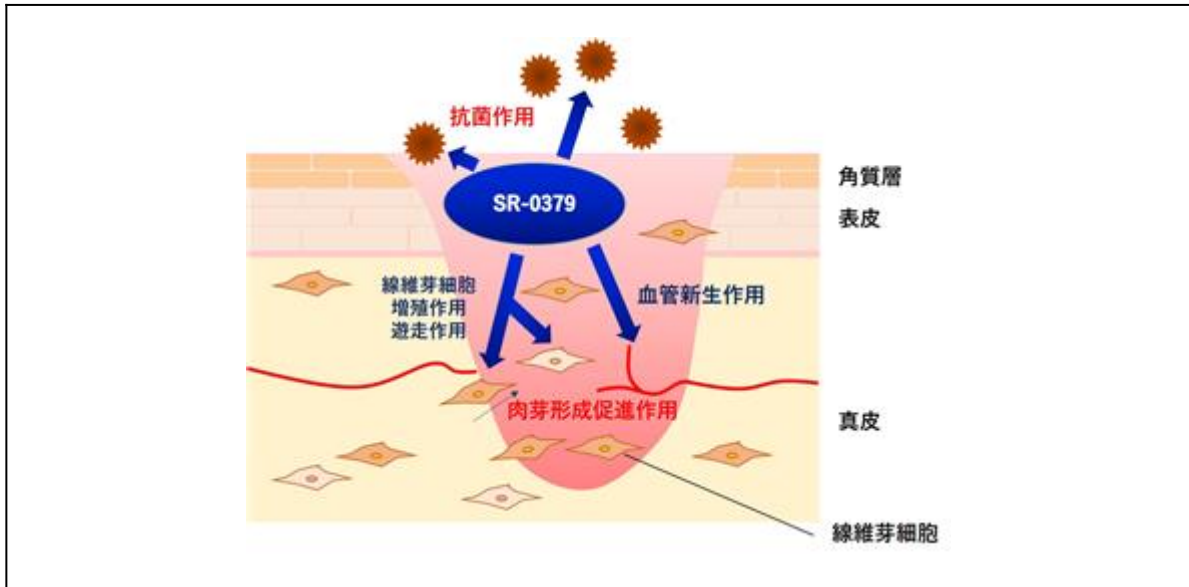 抗菌作用
SR-0379
角質層
表皮
線維芽細胞
増殖作用
遊走作用
血管新生作用
肉芽形成促進作用
真皮
線維芽細胞